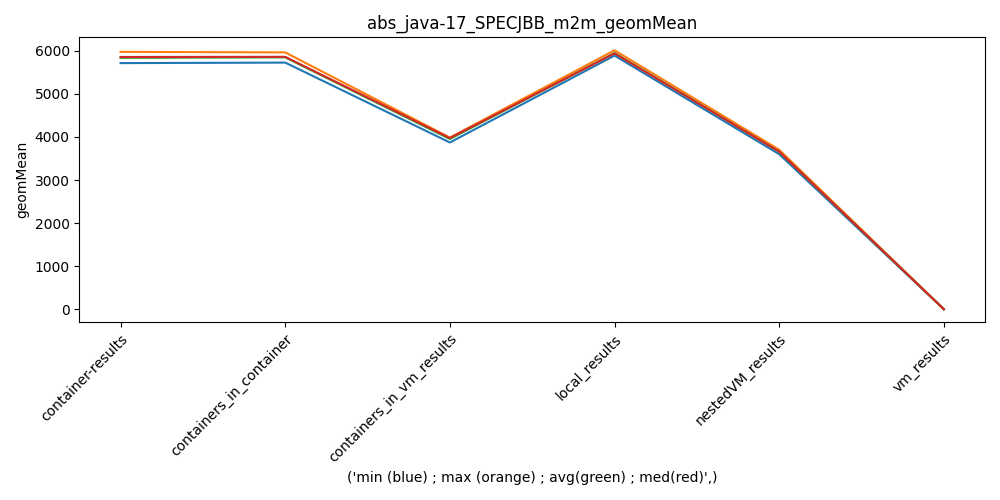 abs_java-17_SPECJBB_m2m_geomMean
geomMean
6000
5000
4000
3000
2000
1000
0
container-results
containers_in_container
containers_in_vm_results
local_results
nestedVM_results
vm_results
('min (blue) ; max (orange) ; avg(green) ; med(red)',)